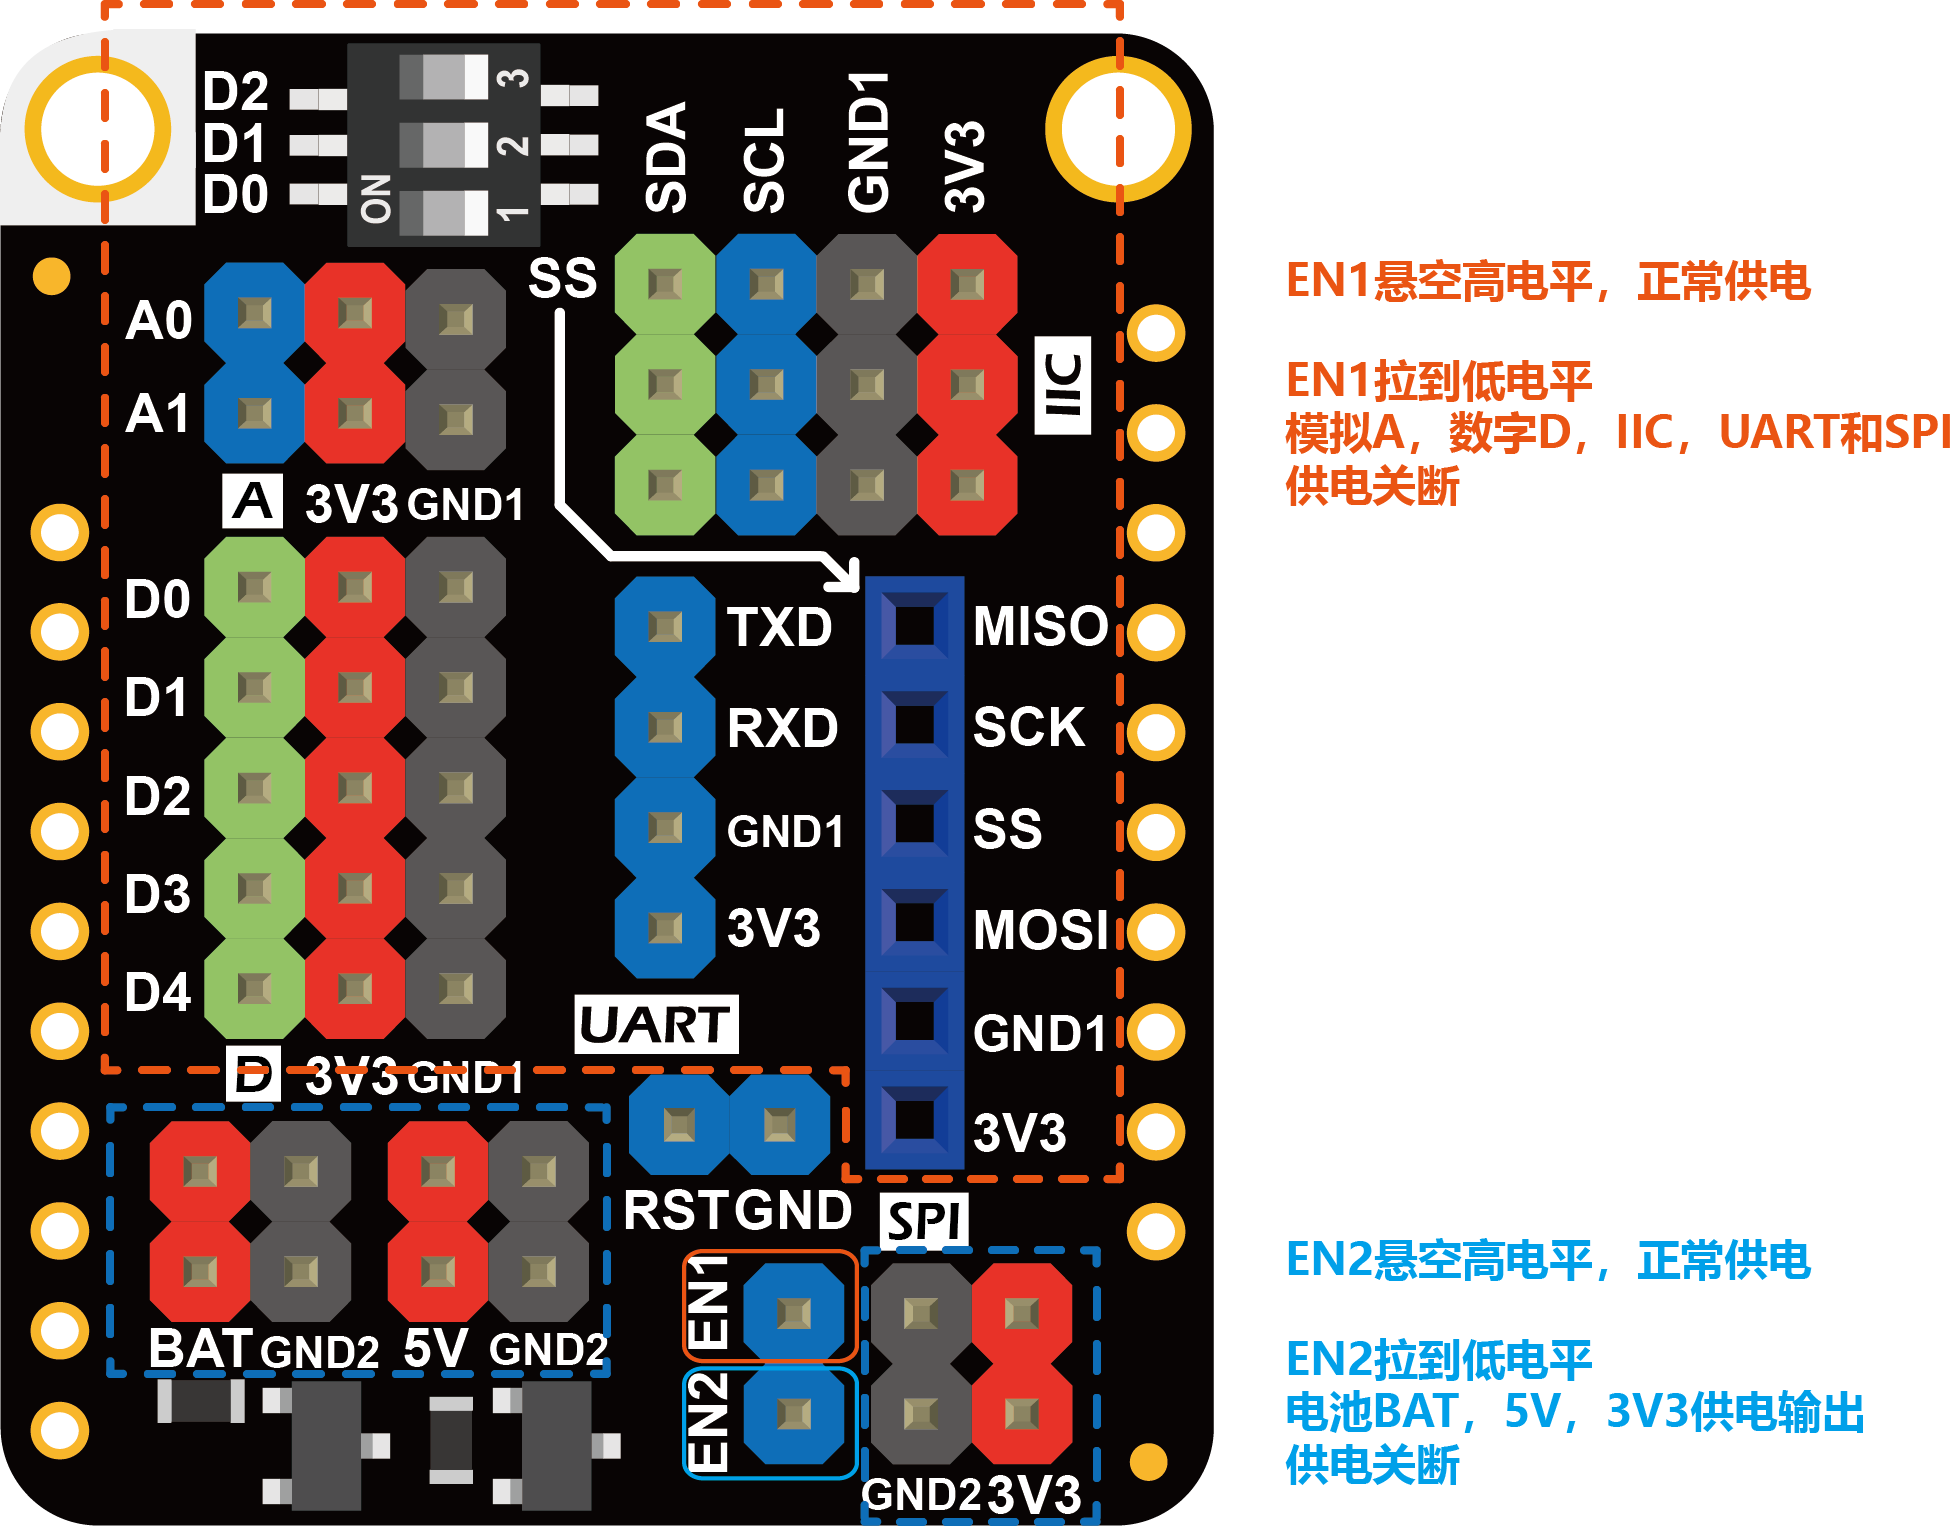 D2
D1
D0
ON
3
2
1
SDA
SCL
GND1
3V3
SS
A0
A1
IIC
A
3V3
GND1
D0
D1
D2
D3
D4
D
3V3
GND1
TXD
RXD
GND1
3V3
UART
MISO
SCK
SS
MOSI
GND1
3V3
SPI
RST
GND
BAT
GND2
5V
GND2
EN1
EN2
GND2
3V3
EN1悬空高电平，正常供电
EN1拉到低电平
模拟A，数字D，IIC，UART和SPI
供电关断
EN2悬空高电平，正常供电
EN2拉到低电平
电池BAT，5V，3V3供电输出
供电关断